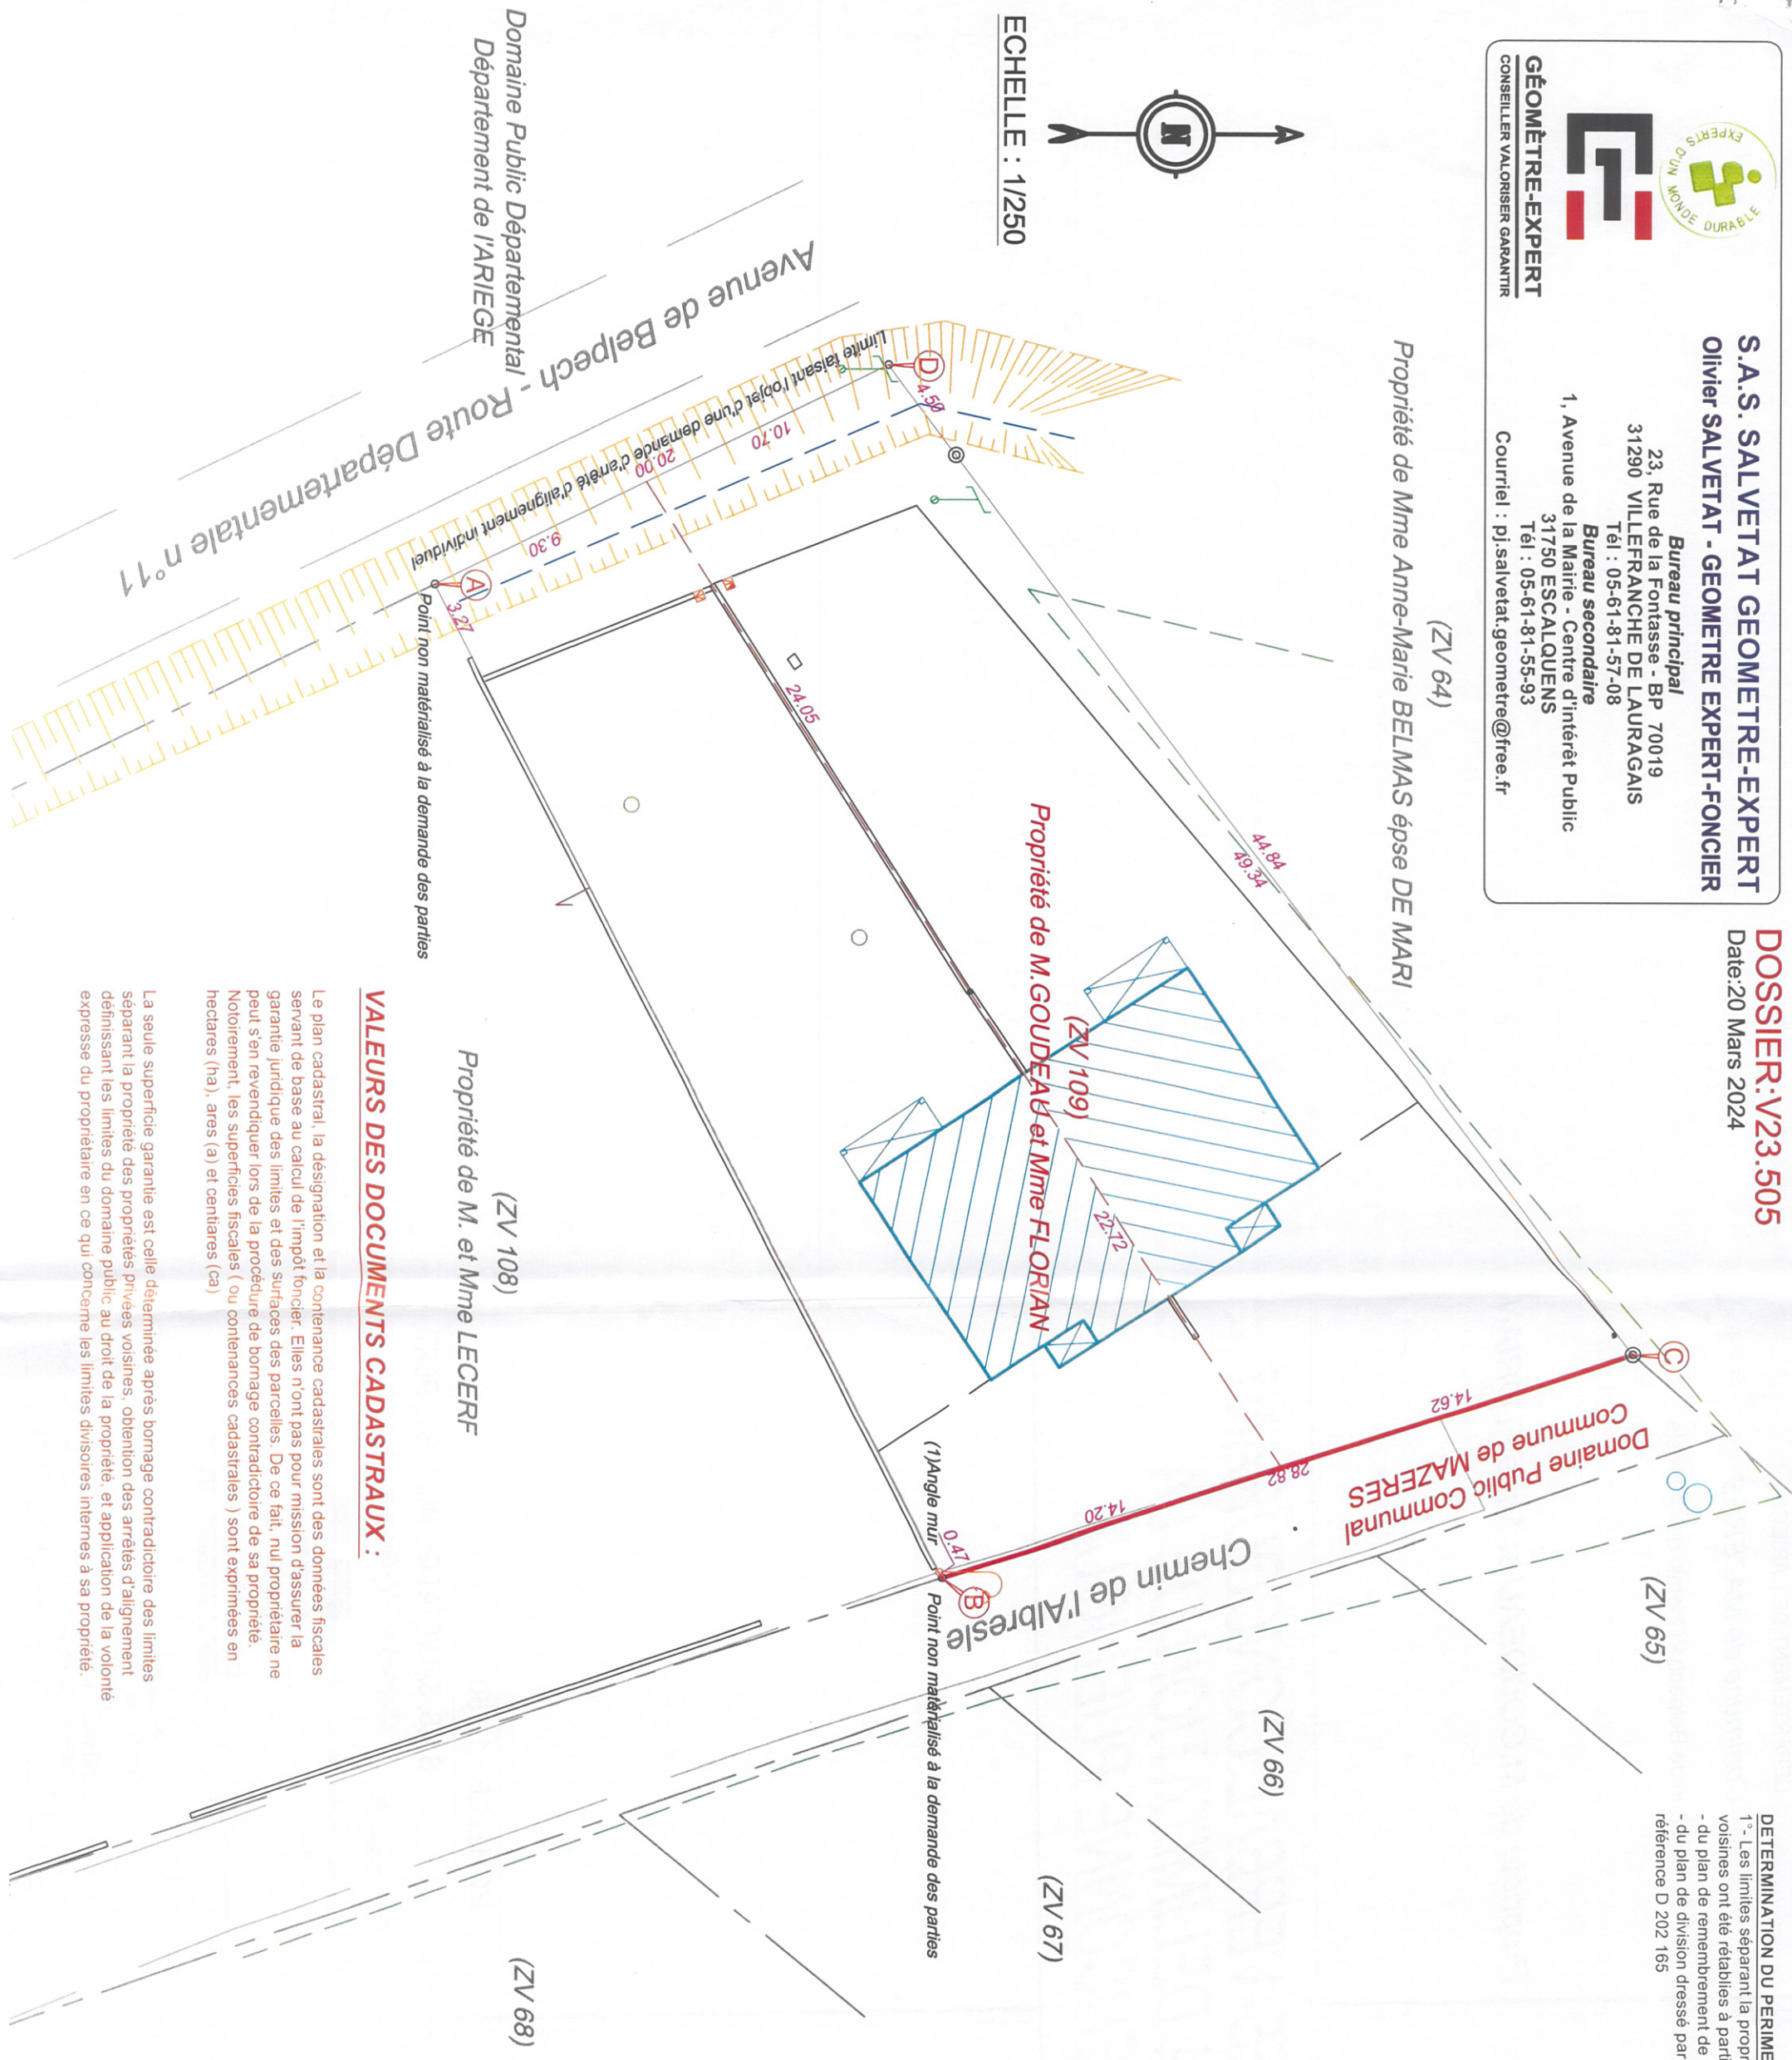 EXPERTS D'UN MONDE DURABLE
GÉOMÈTRE-EXPERT
CONSEILLER VALORISER GARANTIR
S.A.S. SALVETAT GEOMETRE-EXPERT
Olivier SALVETAT - GEOMETRE EXPERT-FONCIER
Bureau principal
23, Rue de la Fontasse - BP 70019
31290 VILLEFRANCHE DE LAURAGAIS
Tél : 05-61-81-57-08
Bureau secondaire
1, Avenue de la Mairie - Centre d'intérêt Public
31750 ESCALQUENS
Tél : 05-61-81-55-93
Courriel : pj.salvetat.geometre@free.fr
DOSSIER:V23.505
Date:20 Mars 2024
DETERMINATION DU PERIME
1°- Les limites séparant la propr
voisines ont été rétablies à parti
- du plan de remembrement de
- du plan de division dressé par
référence D 202 165
N
ECHELLE : 1/250
(ZV 64)
Propriété de Mme Anne-Marie BELMAS épse DE MARI
Domaine Public Départemental
Département de l'ARIEGE
Avenue de Belpech - Route Départementale n°11
Limite faisant l'objet d'une demande d'arrêté d'alignement individuel
D
4.50
10.70
20.00
9.30
A
3.27
Point non matérialisé à la demande des parties
24.05
44.84
49.34
(ZV 109)
Propriété de M.GOUDEAU et Mme FLORIAN
22.72
C
14.62
28.82
14.20
0.47
B
(1)Angle mur
Point non matérialisé à la demande des parties
Domaine Public Communal
Commune de MAZERES
Chemin de l'Albresle
(ZV 65)
(ZV 66)
(ZV 67)
(ZV 68)
(ZV 108)
Propriété de M. et Mme LECERF
VALEURS DES DOCUMENTS CADASTRAUX :
Le plan cadastral, la désignation et la contenance cadastrales sont des données fiscales
servant de base au calcul de l'impôt foncier. Elles n'ont pas pour mission d'assurer la
garantie juridique des limites et des surfaces des parcelles. De ce fait, nul propriétaire ne
peut s'en revendiquer lors de la procédure de bornage contradictoire de sa propriété.
Notoirement, les superficies fiscales ( ou contenances cadastrales ) sont exprimées en
hectares (ha), ares (a) et centiares (ca)
La seule superficie garantie est celle déterminée après bornage contradictoire des limites
séparant la propriété des propriétés privées voisines, obtention des arrêtés d'alignement
définissant les limites du domaine public au droit de la propriété, et application de la volonté
expresse du propriétaire en ce qui concerne les limites divisoires internes à sa propriété.